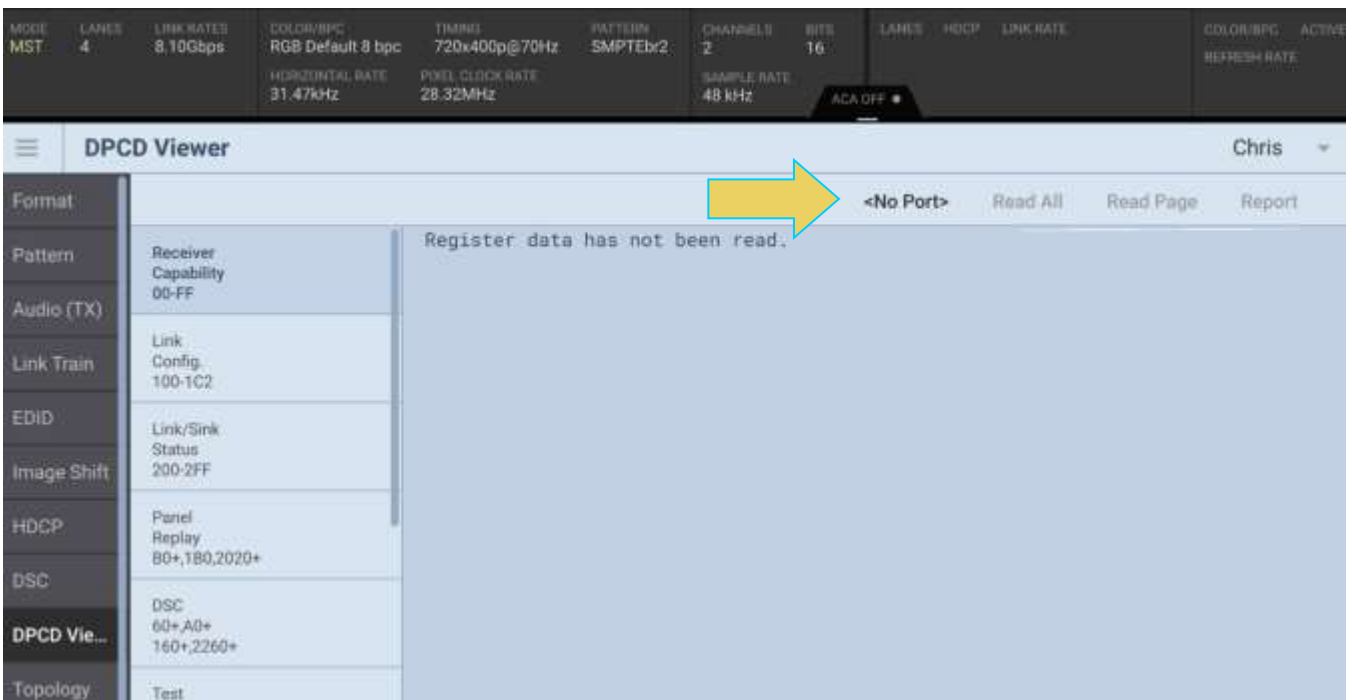 MODE LANES LINK RATES COLOR/BPC TIMING PATTERN CHANNELS BITS LANES HDCP LINK RATE COLOR/BPC ACTIVE
MST 4 8.10Gbps RGB Default 8 bpc 720x400p@70Hz SMPTEbr2 2 16 REFRESH RATE
HORIZONTAL RATE PIXEL CLOCK RATE SAMPLE RATE
31.47kHz 28.32MHz 48 kHz ACA OFF
DPCD Viewer Chris
<No Port> Read All Read Page Report
Format
Pattern
Audio (TX)
Link Train
EDID
Image Shift
HDCP
DSC
DPCD Vie...
Topology
Receiver
Capability
00-FF
Link
Config.
100-1C2
Link/Sink
Status
200-2FF
Panel
Replay
B0+,1B0,2020+
DSC
60+,A0+
160+,2260+
Test
Register data has not been read.